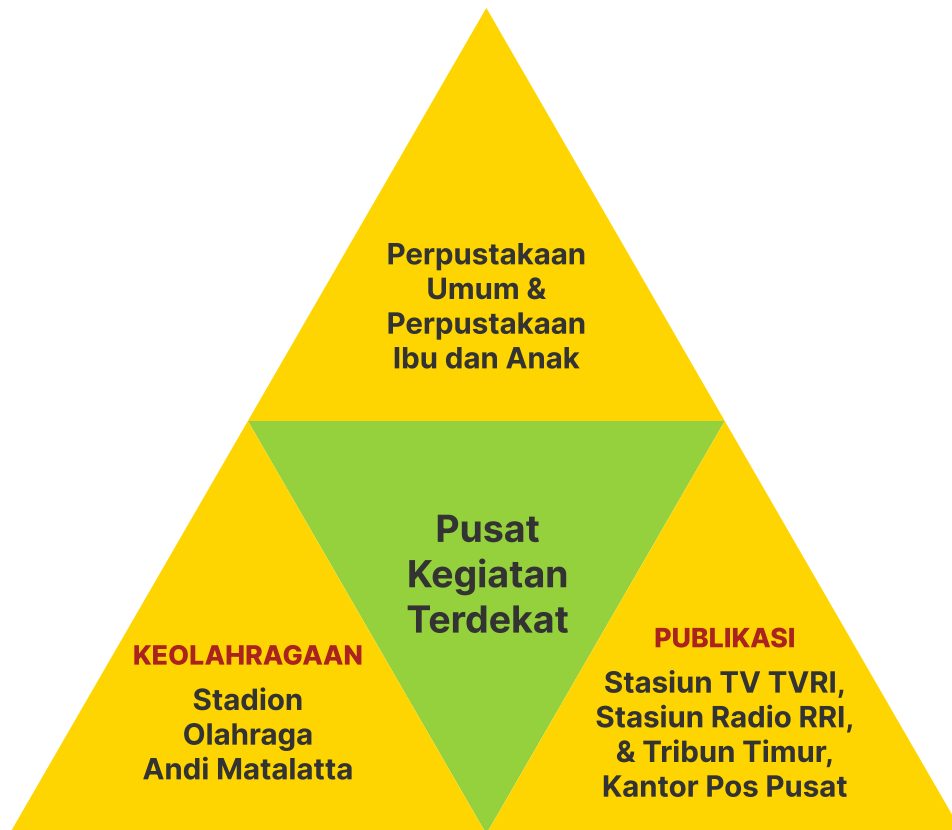 Perpustakaan
Umum &
Perpustakaan
Ibu dan Anak
Pusat
Kegiatan
Terdekat
KEOLAHRAGAAN
Stadion
Olahraga
Andi Matalatta
PUBLIKASI
Stasiun TV TVRI,
Stasiun Radio RRI,
& Tribun Timur,
Kantor Pos Pusat